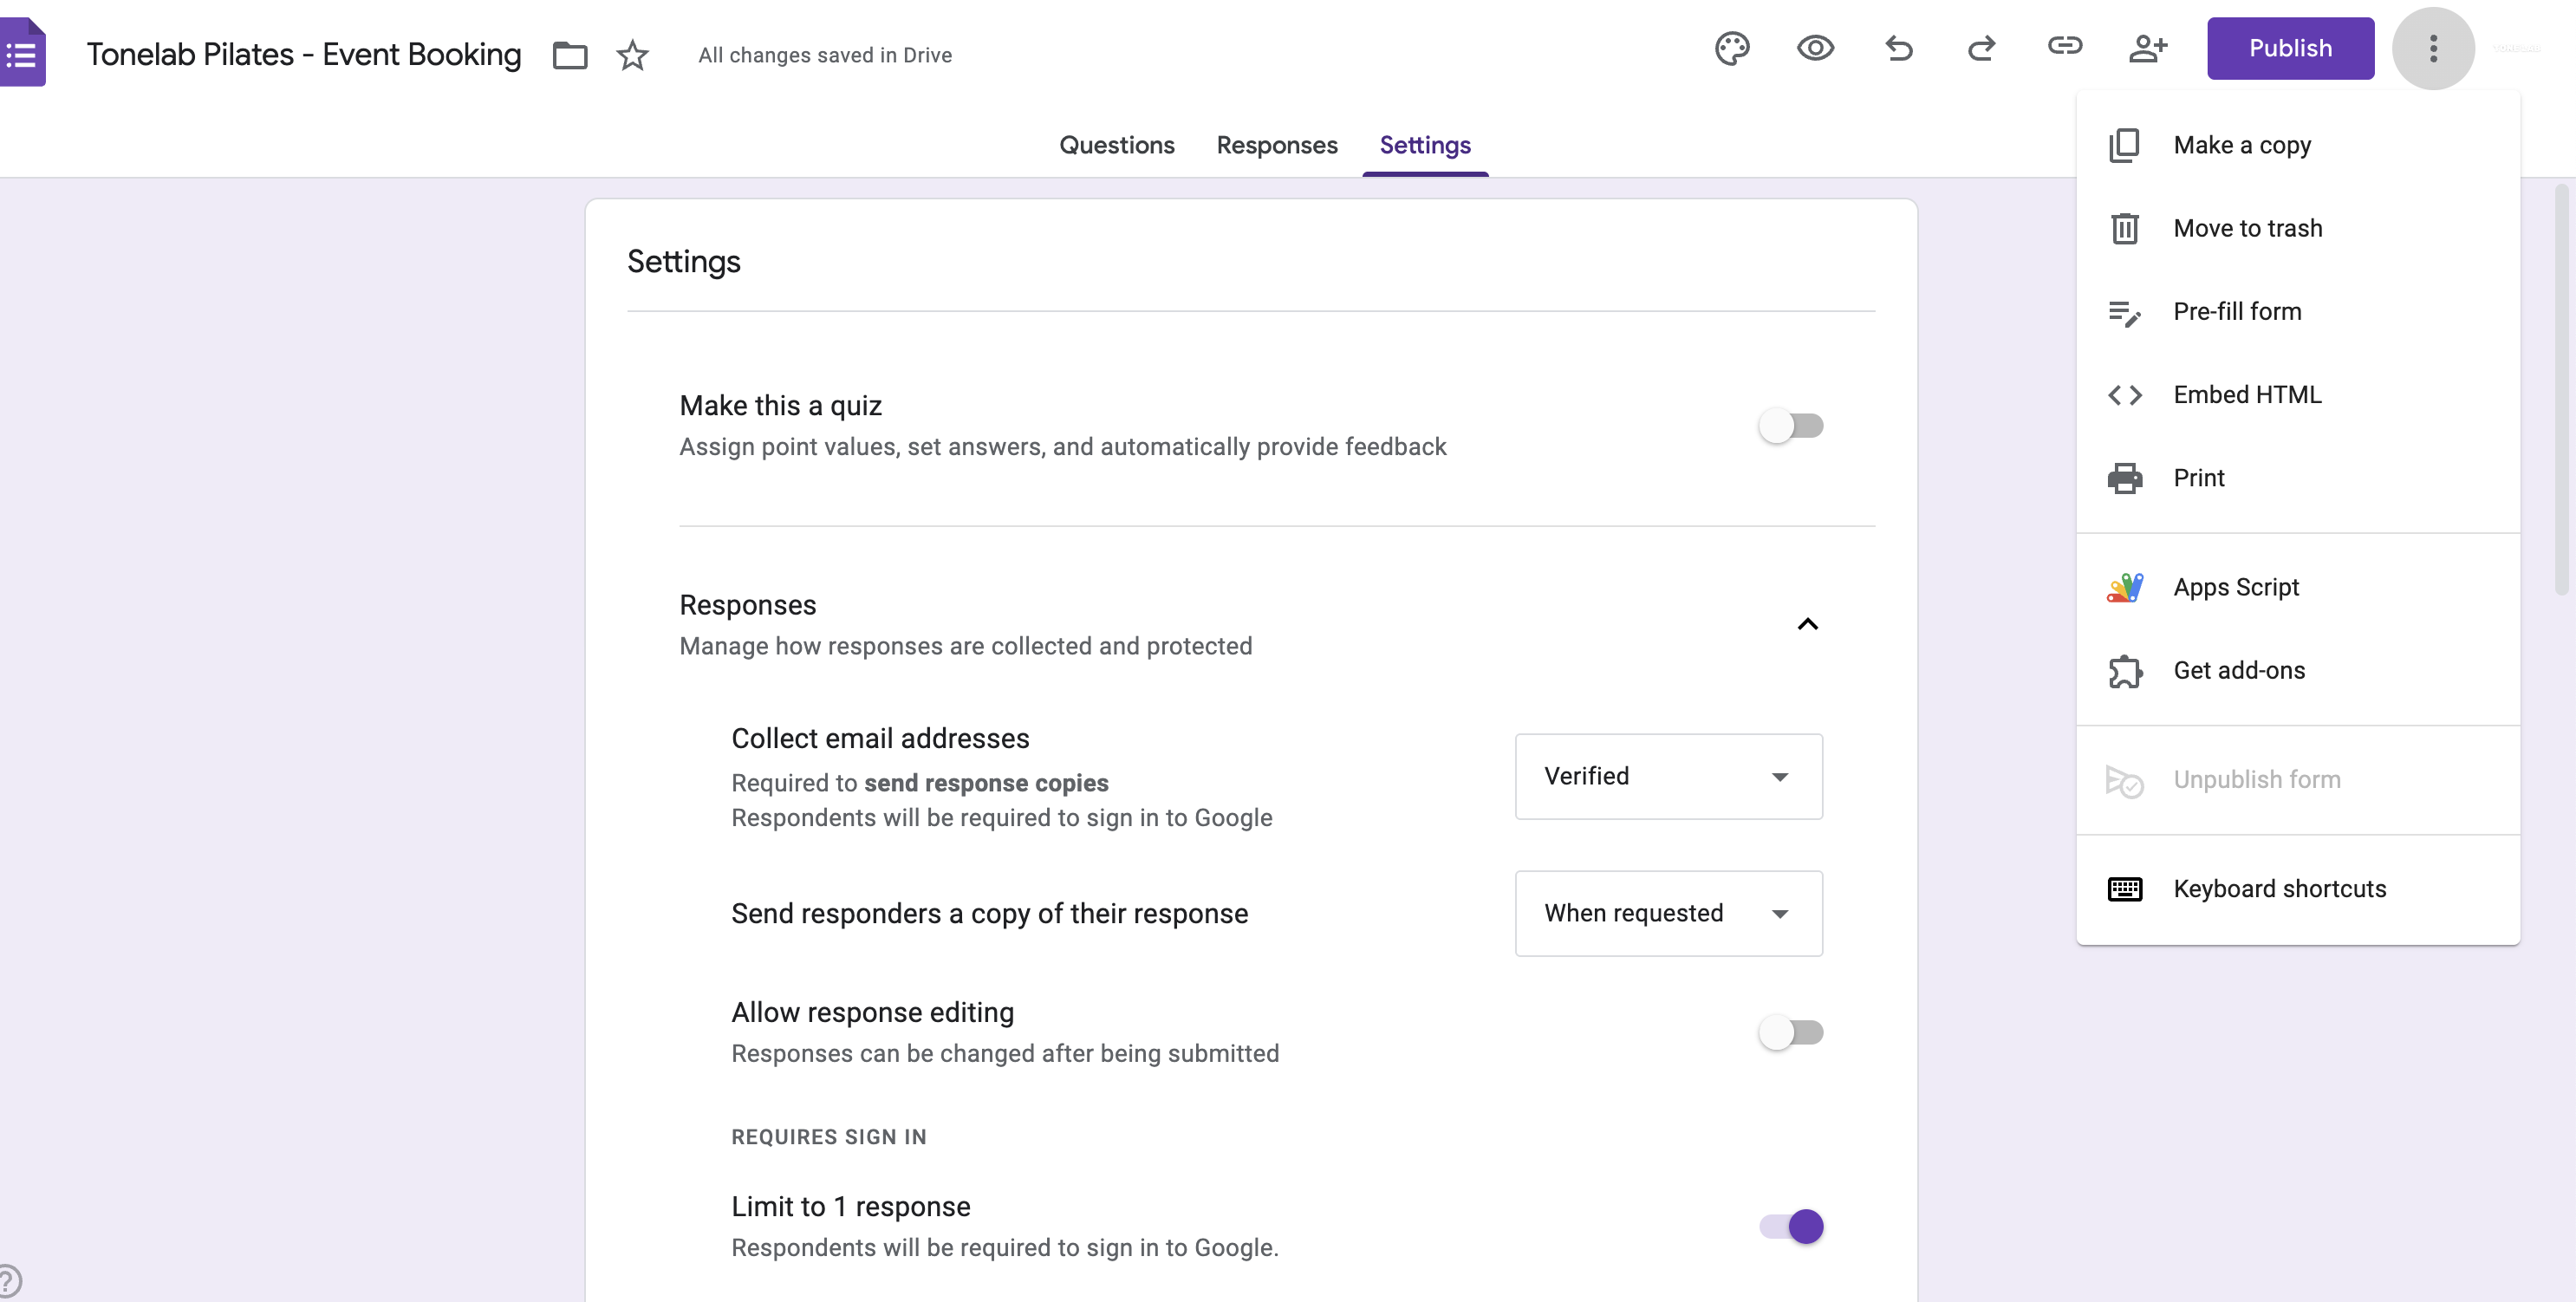 Tonelab Pilates - Event Booking
All changes saved in Drive
Publish
Questions
Responses
Settings
Make a copy
Move to trash
Pre-fill form
Embed HTML
Print
Apps Script
Get add-ons
Unpublish form
Keyboard shortcuts
Settings
Make this a quiz
Assign point values, set answers, and automatically provide feedback
Responses
Manage how responses are collected and protected
Collect email addresses
Required to send response copies
Respondents will be required to sign in to Google
Verified
Send responders a copy of their response
When requested
Allow response editing
Responses can be changed after being submitted
REQUIRES SIGN IN
Limit to 1 response
Respondents will be required to sign in to Google.